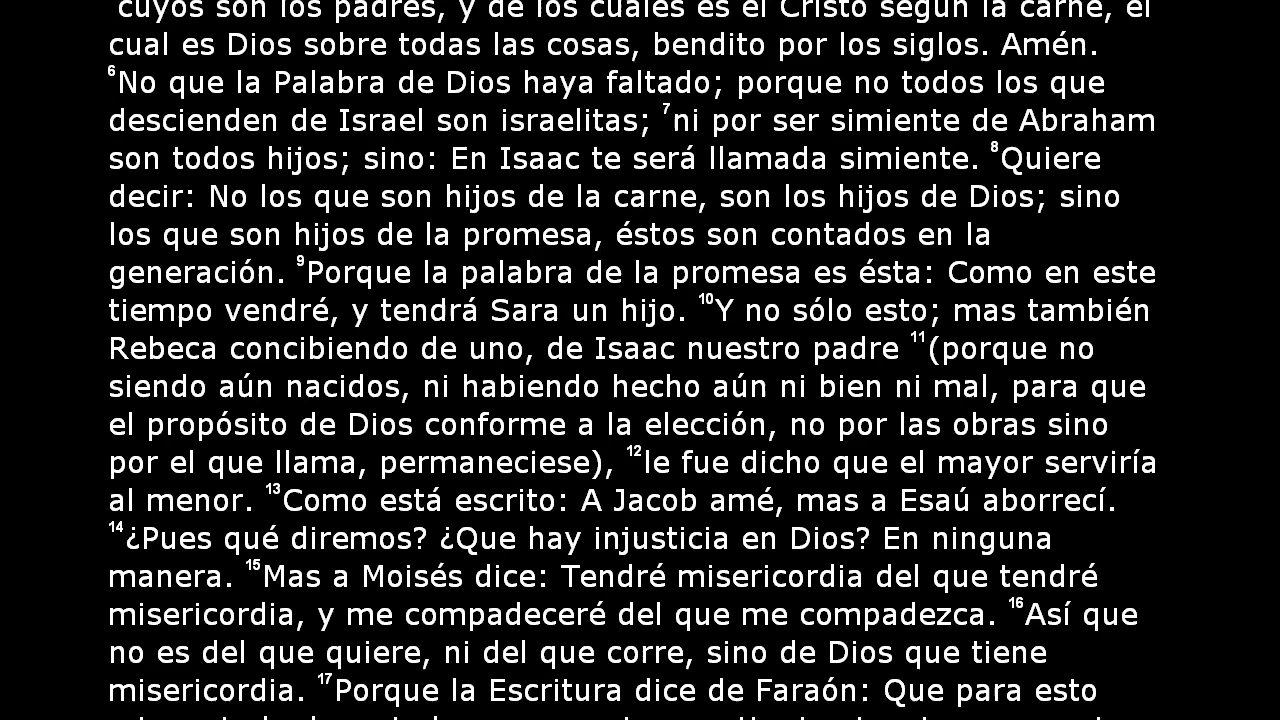 cuyos son los padres, y de los cuales es el Cristo según la carne, el
cual es Dios sobre todas las cosas, bendito por los siglos. Amén.
⁶No que la Palabra de Dios haya faltado; porque no todos los que
descienden de Israel son israelitas; ⁷ni por ser simiente de Abraham
son todos hijos; sino: En Isaac te será llamada simiente. ⁸Quiere
decir: No los que son hijos de la carne, son los hijos de Dios; sino
los que son hijos de la promesa, éstos son contados en la
generación. ⁹Porque la palabra de la promesa es ésta: Como en este
tiempo vendré, y tendrá Sara un hijo. ¹⁰Y no sólo esto; mas también
Rebeca concibiendo de uno, de Isaac nuestro padre ¹¹(porque no
siendo aún nacidos, ni habiendo hecho aún ni bien ni mal, para que
el propósito de Dios conforme a la elección, no por las obras sino
por el que llama, permaneciese), ¹²le fue dicho que el mayor serviría
al menor. ¹³Como está escrito: A Jacob amé, mas a Esaú aborrecí.
¹⁴¿Pues qué diremos? ¿Que hay injusticia en Dios? En ninguna
manera. ¹⁵Mas a Moisés dice: Tendré misericordia del que tendré
misericordia, y me compadeceré del que me compadezca. ¹⁶Así que
no es del que quiere, ni del que corre, sino de Dios que tiene
misericordia. ¹⁷Porque la Escritura dice de Faraón: Que para esto